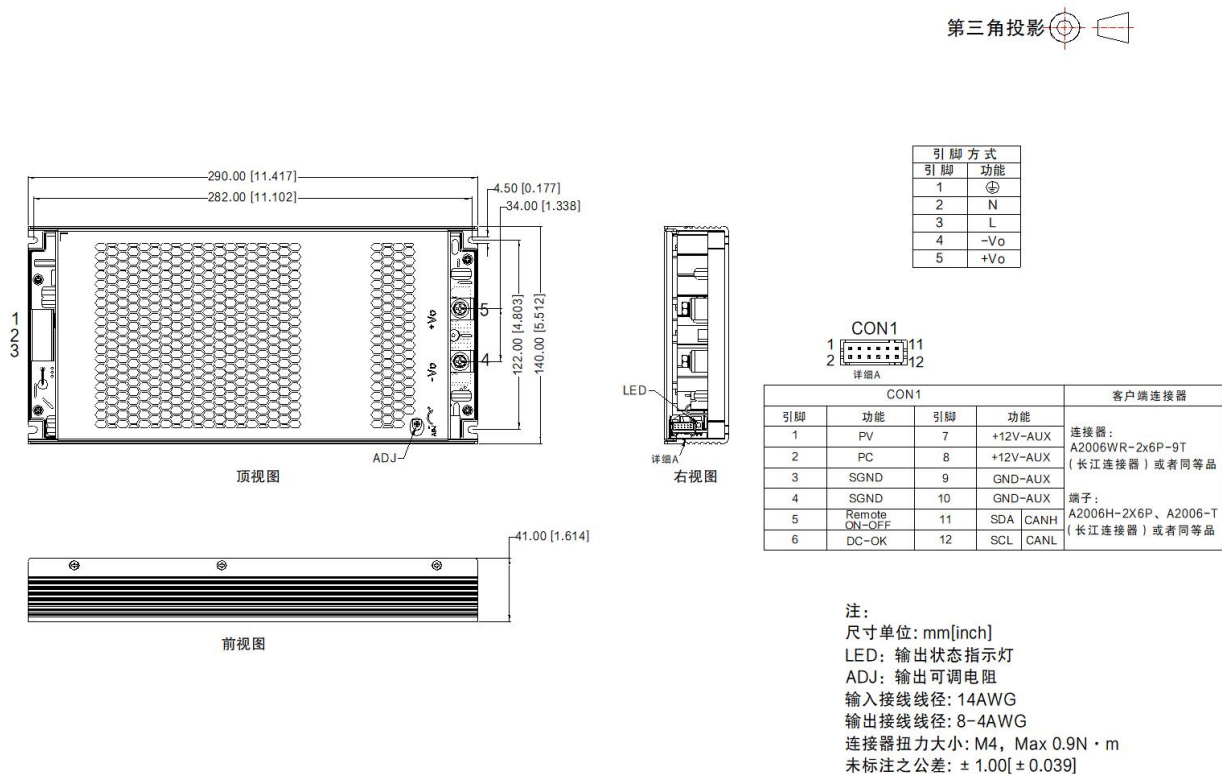 第三角投影
290.00 [11.417]
282.00 [11.102]
4.50 [0.177]
34.00 [1.338]
122.00 [4.803]
140.00 [5.512]
1
2
3
+Vo
5
-Vo
4
ADJ
ADJ
顶视图
LED
详细A
右视图
41.00 [1.614]
前视图
引脚方式
引脚 功能
1
2 N
3 L
4 -Vo
5 +Vo
CON1
1 11
2 12
详细A
CON1 客户端连接器
引脚 功能 引脚 功能
1 PV 7 +12V-AUX
2 PC 8 +12V-AUX
3 SGND 9 GND-AUX
4 SGND 10 GND-AUX
5 Remote ON-OFF 11 SDA CANH
6 DC-OK 12 SCL CANL
连接器:
A2006WR-2x6P-9T
(长江连接器)或者同等品
端子:
A2006H-2X6P、A2006-T
(长江连接器)或者同等品
注:
尺寸单位: mm[inch]
LED: 输出状态指示灯
ADJ: 输出可调电阻
输入接线线径: 14AWG
输出接线线径: 8-4AWG
连接器扭力大小: M4, Max 0.9N·m
未标注之公差: ±1.00[±0.039]